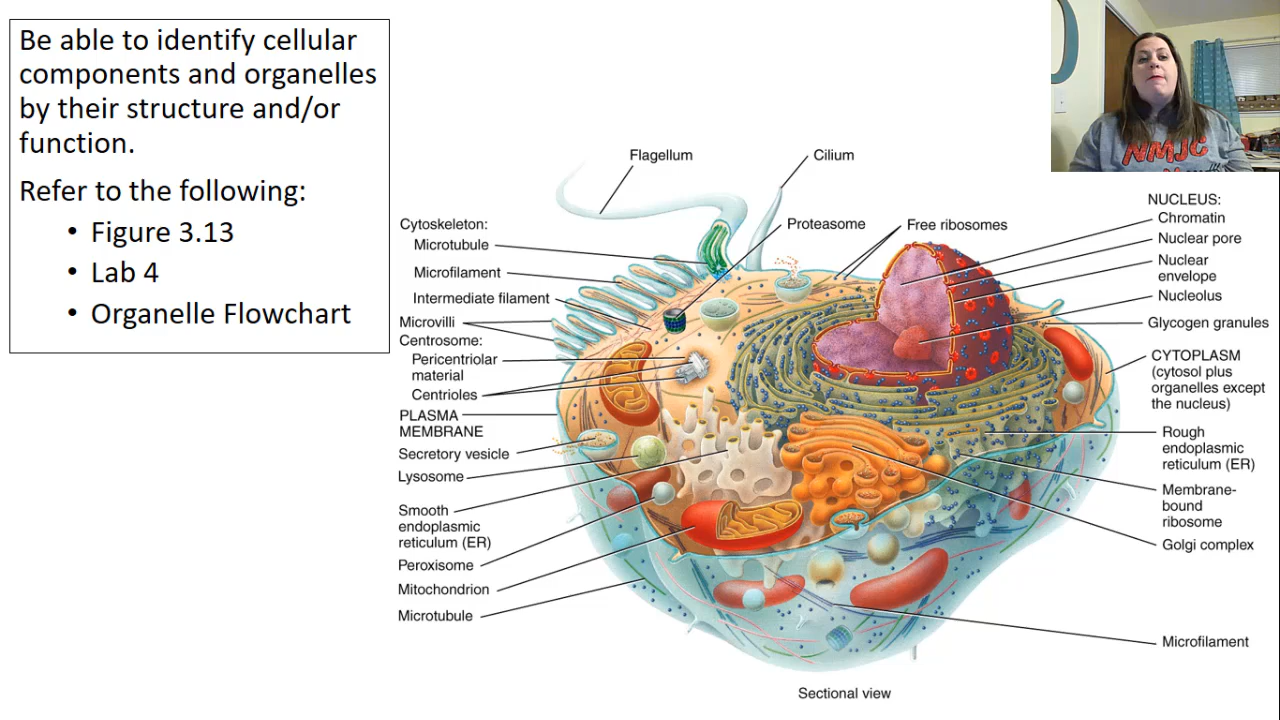 Be able to identify cellular
components and organelles
by their structure and/or
function.
Refer to the following:
• Figure 3.13
• Lab 4
• Organelle Flowchart
NMJC
Flagellum
Cilium
Proteasome
Free ribosomes
Cytoskeleton:
Microtubule
Microfilament
Intermediate filament
Microvilli
Centrosome:
Pericentriolar
material
Centrioles
PLASMA
MEMBRANE
Secretory vesicle
Lysosome
Smooth
endoplasmic
reticulum (ER)
Peroxisome
Mitochondrion
Microtubule
NUCLEUS:
Chromatin
Nuclear pore
Nuclear
envelope
Nucleolus
Glycogen granules
CYTOPLASM
(cytosol plus
organelles except
the nucleus)
Rough
endoplasmic
reticulum (ER)
Membrane-
bound
ribosome
Golgi complex
Microfilament
Sectional view